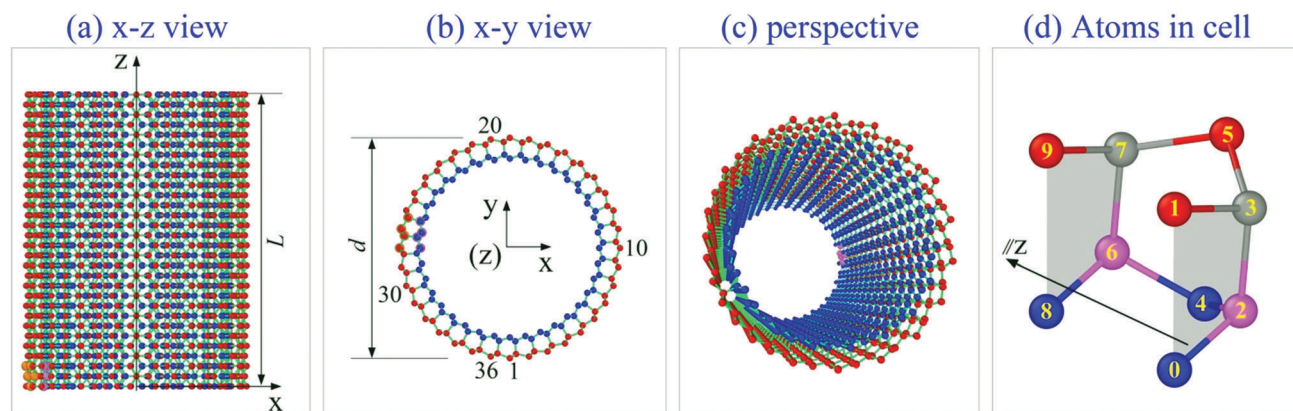 (a) x-z view
(b) x-y view
(c) perspective
(d) Atoms in cell
z
L
x
20
d
y
(z)
x
10
30
36
1
9
7
5
1
3
//z
6
4
2
8
0